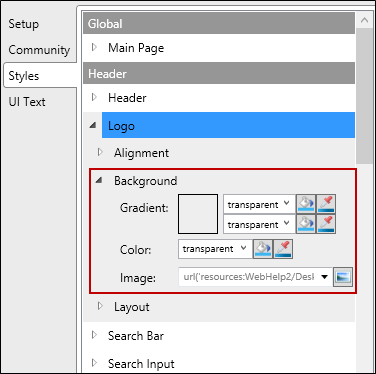 Setup
Community
Styles
UI Text
Global
Main Page
Header
Header
Logo
Alignment
Background
Gradient: transparent
transparent
Color: transparent
Image: url('resources:WebHelp2/Desl
Layout
Search Bar
Search Input